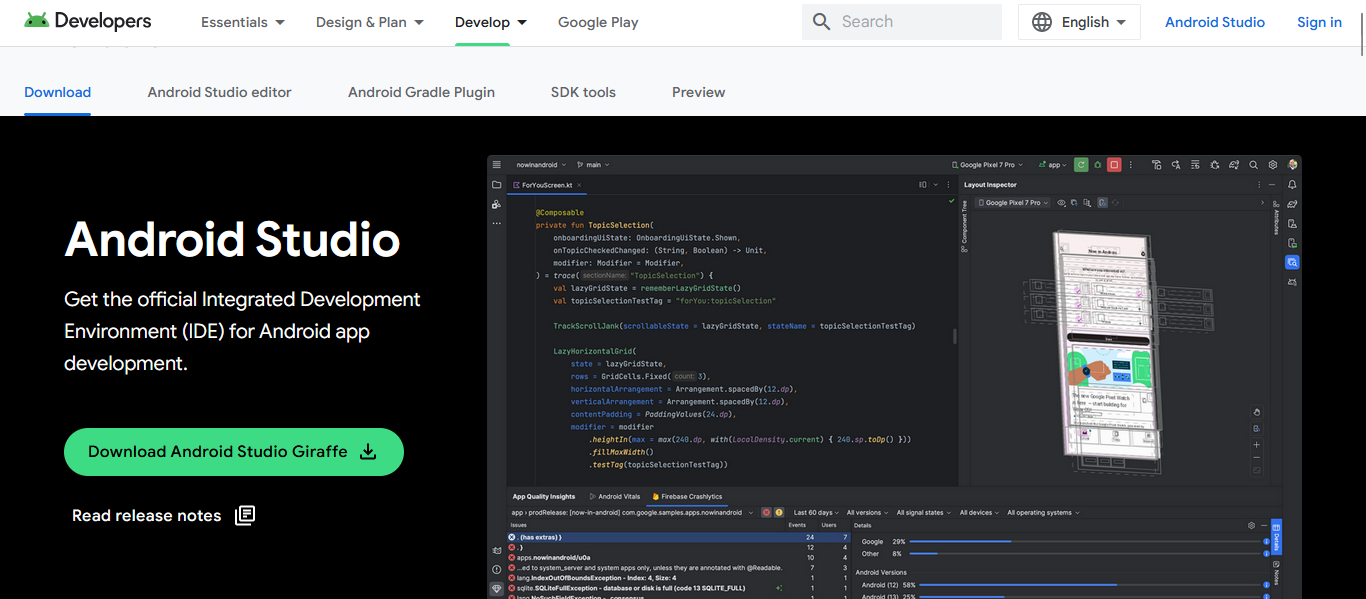 Developers
Essentials
Design & Plan
Develop
Google Play
Search
English
Android Studio
Sign in
Download
Android Studio editor
Android Gradle Plugin
SDK tools
Preview
Android Studio
Get the official Integrated Development
Environment (IDE) for Android app
development.
Download Android Studio Giraffe
Read release notes
nowinandroid
main
Google Pixel 7 Pro
app
ForYouScreen.kt
@Composable
private fun TopicSelection(
onboardingUiState: OnboardingUiState.Shown,
onTopicCheckedChanged: (String, Boolean) -> Unit,
modifier: Modifier = Modifier,
) = trace( sectionName: "TopicSelection") {
val lazyGridState = rememberLazyGridState()
val topicSelectionTestTag = "forYou:topicSelection"
TrackScrollJank(scrollableState = lazyGridState, stateName = topicSelectionTestTag)
LazyHorizontalGrid(
state = lazyGridState,
rows = GridCells.Fixed( count: 3),
horizontalArrangement = Arrangement.spacedBy(12.dp),
verticalArrangement = Arrangement.spacedBy(12.dp),
contentPadding = PaddingValues(24.dp),
modifier = modifier
.heightIn(max = max(240.dp, with(LocalDensity.current) { 240.sp.toDp() }))
.fillMaxWidth()
.testTag(topicSelectionTestTag))
Layout Inspector
Google Pixel 7 Pro
Component Tree
Attributes
Now in Android
App Quality Insights
Android Vitals
Firebase Crashlytics
app › prodRelease: [now-in-android] com.google.samples.apps.nowinandroid
Last 60 days
All versions
All signal states
All devices
All operating systems
Issues Events Users
. (has extras) } 24 7
.} 12 4
apps.nowinandroid/u0a 10 4
...ed to system_server and system apps only, unless they are annotated with @Readable. 7 3
lang.IndexOutOfBoundsException - Index: 4, Size: 4 1 1
sqlite.SQLiteFullException - database or disk is full (code 13 SQLITE_FULL) 1 1
lang.NoSuchFieldException - consensus 1 1
Details
Google 29%
Other 8%
Android Versions
Android (12) 58%
Android (13) 25%
Details
Notes